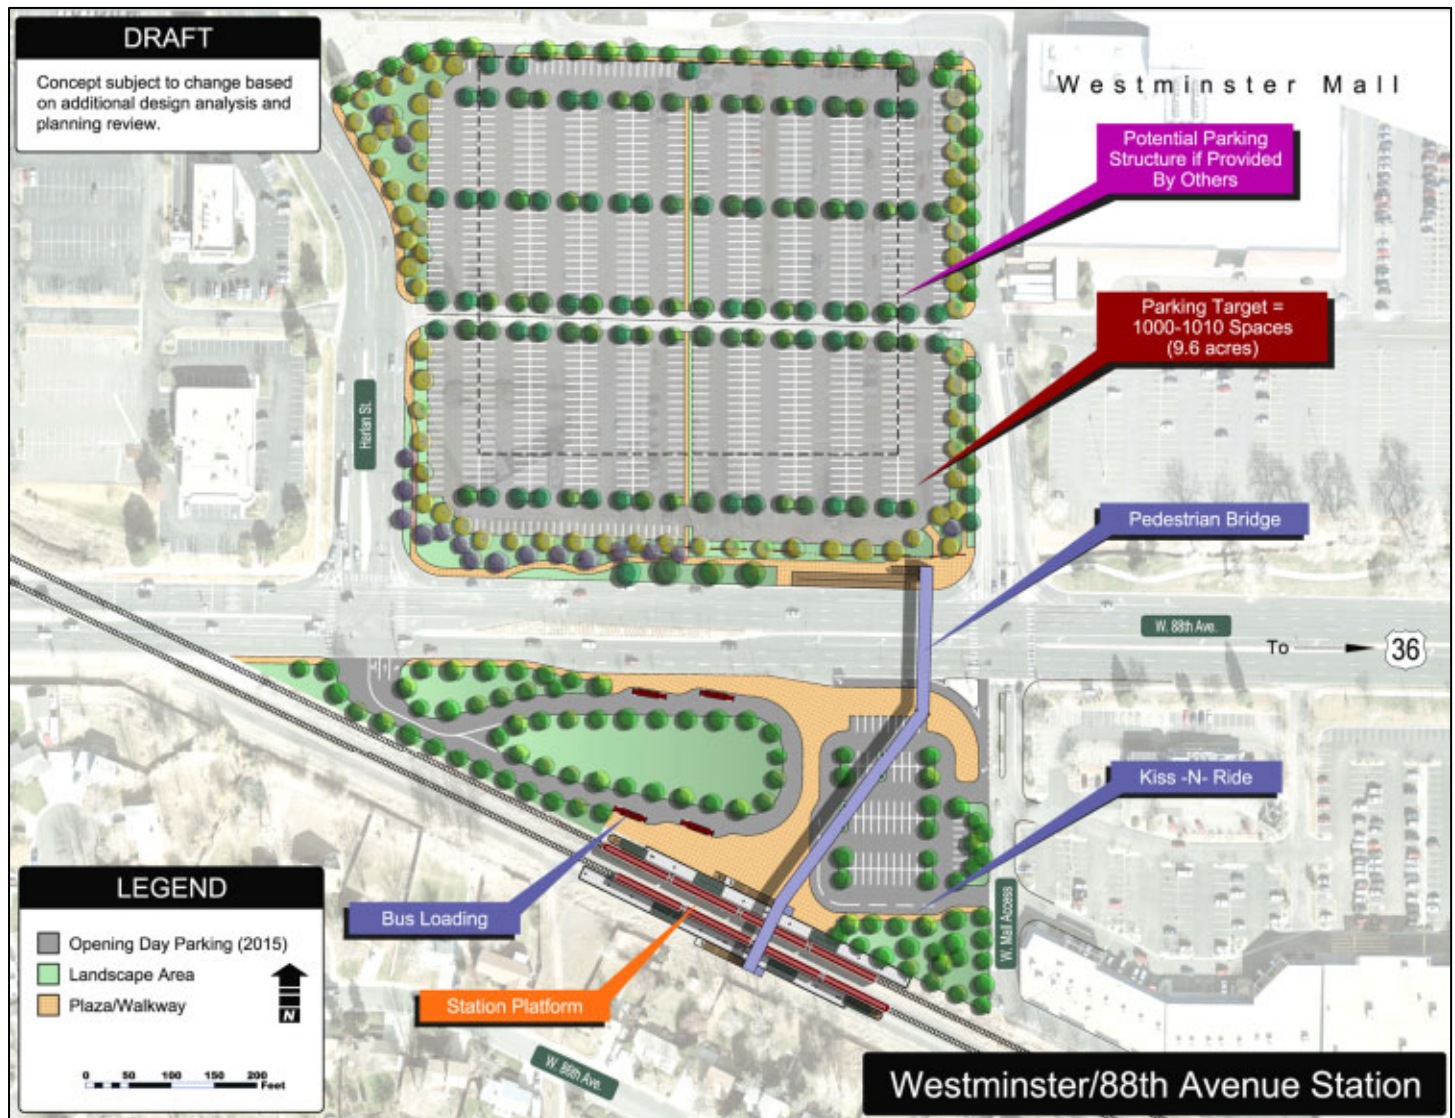 DRAFT
Concept subject to change based
on additional design analysis and
planning review.
Westminster Mall
Potential Parking
Structure if Provided
By Others
Parking Target =
1000-1010 Spaces
(9.6 acres)
Harlan St.
Pedestrian Bridge
W. 88th Ave.
To
36
Kiss -N- Ride
Bus Loading
W. Mall Access
Station Platform
LEGEND
Opening Day Parking (2015)
Landscape Area
Plaza/Walkway
N
0 50 100 150 200
Feet
W. 88th Ave.
Westminster/88th Avenue Station